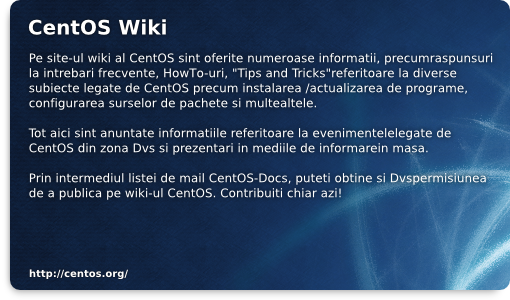 CentOS Wiki
Pe site-ul wiki al CentOS sint oferite numeroase informatii, precumraspunsuri
la intrebari frecvente, HowTo-uri, "Tips and Tricks"referitoare la diverse
subiecte legate de CentOS precum instalarea /actualizarea de programe,
configurarea surselor de pachete si multealtele.
Tot aici sint anuntate informatiile referitoare la evenimentelelegate de
CentOS din zona Dvs si prezentari in mediile de informarein masa.
Prin intermediul listei de mail CentOS-Docs, puteti obtine si Dvspermisiunea
de a publica pe wiki-ul CentOS. Contribuiti chiar azi!
http://centos.org/